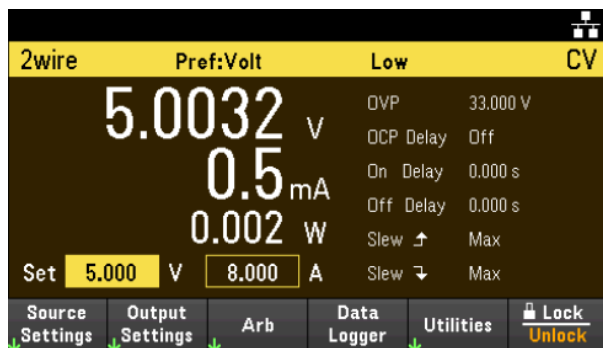 2wire Pref:Volt Low CV
5.0032 V
0.5 mA
0.002 W
Set 5.000 V 8.000 A
OVP 33.000 V
OCP Delay Off
On Delay 0.000 s
Off Delay 0.000 s
Slew Max
Slew Max
Source Settings
Output Settings
Arb
Data Logger
Utilities
Lock
Unlock